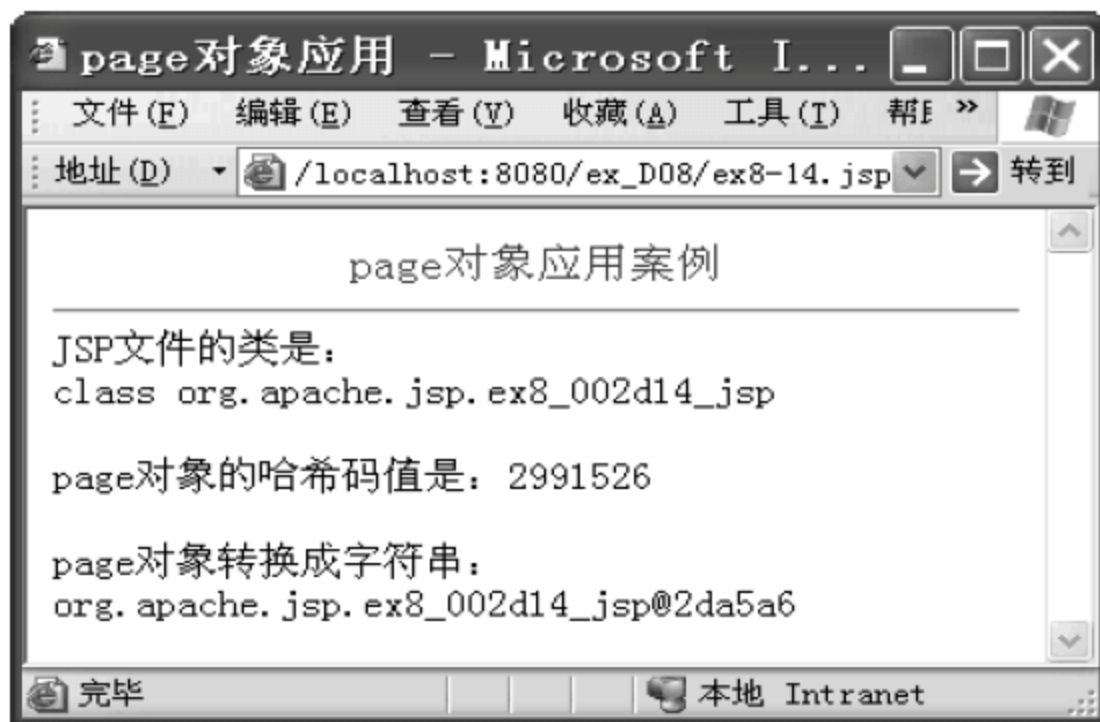 page对象应用 - Microsoft I...
文件(F) 编辑(E) 查看(V) 收藏(A) 工具(T) »
地址(D) /localhost:8080/ex_D08/ex8-14.jsp 转到
page对象应用案例
JSP文件的类是：
class org.apache.jsp.ex8_002d14_jsp
page对象的哈希码值是：2991526
page对象转换成字符串：
org.apache.jsp.ex8_002d14_jsp@2da5a6
完毕 本地 Intranet